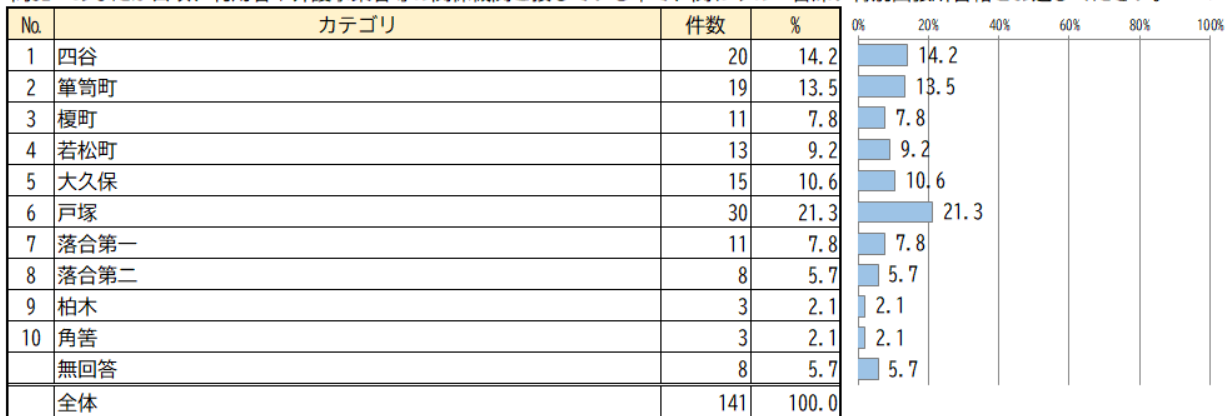 No. カテゴリ 件数 % 0% 20% 40% 60% 80% 100%
1 四谷 20 14.2 14.2
2 箪笥町 19 13.5 13.5
3 榎町 11 7.8 7.8
4 若松町 13 9.2 9.2
5 大久保 15 10.6 10.6
6 戸塚 30 21.3 21.3
7 落合第一 11 7.8 7.8
8 落合第二 8 5.7 5.7
9 柏木 3 2.1 2.1
10 角筈 3 2.1 2.1
無回答 8 5.7 5.7
全体 141 100.0